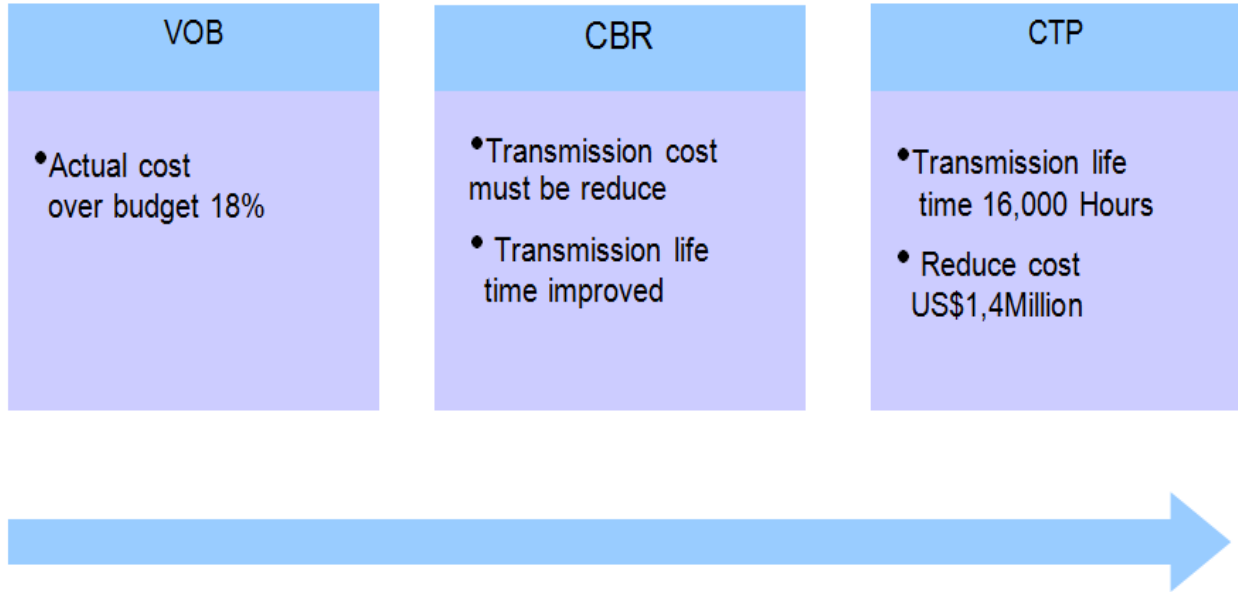 VOB
•Actual cost
over budget 18%
CBR
•Transmission cost
must be reduce
• Transmission life
time improved
CTP
•Transmission life
time 16,000 Hours
• Reduce cost
US$1,4Million